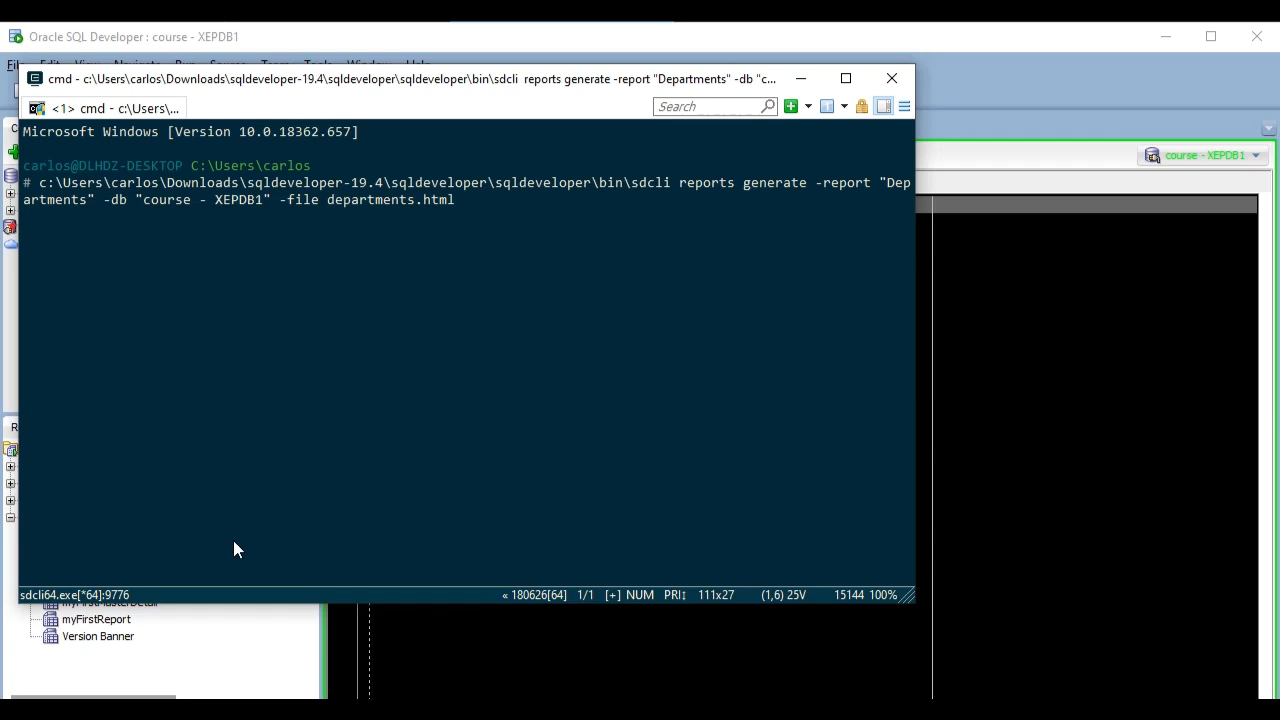 Oracle SQL Developer : course - XEPDB1
cmd - c:\Users\carlos\Downloads\sqldeveloper-19.4\sqldeveloper\sqldeveloper\bin\sdcli reports generate -report "Departments" -db "c...
<1> cmd - c:\Users\...
Search
Microsoft Windows [Version 10.0.18362.657]
course - XEPDB1
carlos@DLHDZ-DESKTOP C:\Users\carlos
# c:\Users\carlos\Downloads\sqldeveloper-19.4\sqldeveloper\sqldeveloper\bin\sdcli reports generate -report "Dep
artments" -db "course - XEPDB1" -file departments.html
sdcli64.exe[*64]:9776
« 180626[64] 1/1 [+] NUM PRI↕ 111x27 (1,6) 25V 15144 100%
myFirstReport
Version Banner